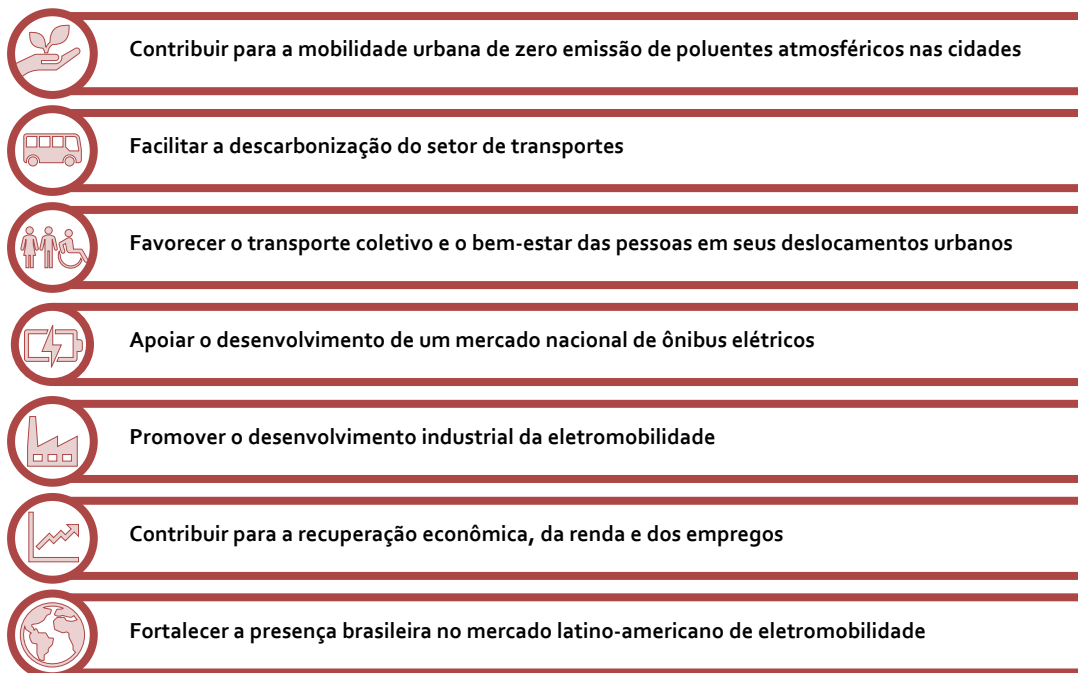 Contribuir para a mobilidade urbana de zero emissão de poluentes atmosféricos nas cidades
Facilitar a descarbonização do setor de transportes
Favorecer o transporte coletivo e o bem-estar das pessoas em seus deslocamentos urbanos
Apoiar o desenvolvimento de um mercado nacional de ônibus elétricos
Promover o desenvolvimento industrial da eletromobilidade
Contribuir para a recuperação econômica, da renda e dos empregos
Fortalecer a presença brasileira no mercado latino-americano de eletromobilidade